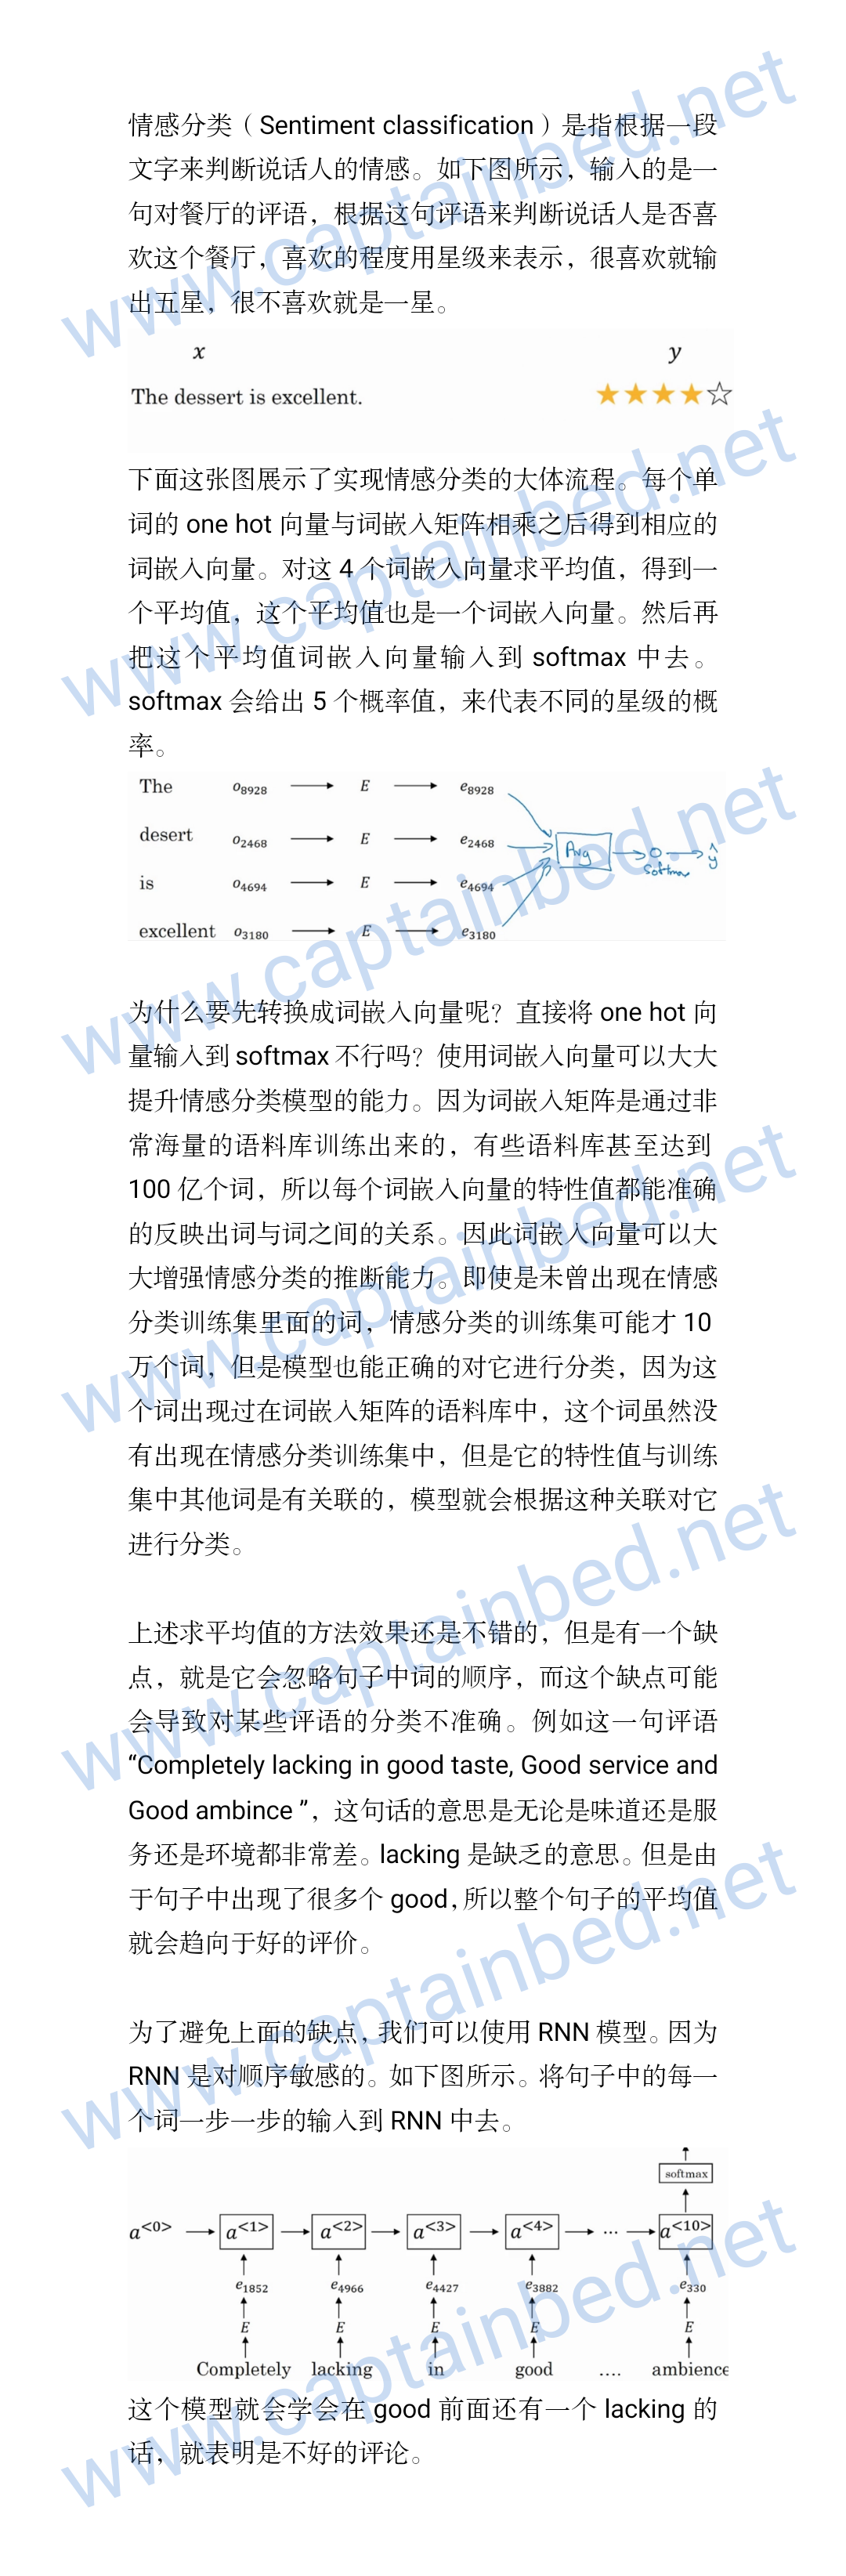 情感分类（Sentiment classification）是指根据一段
文字来判断说话人的情感。如下图所示，输入的是一
句对餐厅的评语，根据这句评语来判断说话人是否喜
欢这个餐厅，喜欢的程度用星级来表示，很喜欢就输
出五星，很不喜欢就是一星。
x y
The dessert is excellent.
下面这张图展示了实现情感分类的大体流程。每个单
词的 one hot 向量与词嵌入矩阵相乘之后得到相应的
词嵌入向量。对这 4 个词嵌入向量求平均值，得到一
个平均值，这个平均值也是一个词嵌入向量。然后再
把这个平均值词嵌入向量输入到 softmax 中去。
softmax 会给出 5 个概率值，来代表不同的星级的概
率。
The o8928 E e8928
desert o2468 E e2468
Avg softmax ŷ
is o4694 E e4694
excellent o3180 E e3180
为什么要先转换成词嵌入向量呢？直接将 one hot 向
量输入到 softmax 不行吗？使用词嵌入向量可以大大
提升情感分类模型的能力。因为词嵌入矩阵是通过非
常海量的语料库训练出来的，有些语料库甚至达到
100 亿个词，所以每个词嵌入向量的特性值都能准确
的反映出词与词之间的关系。因此词嵌入向量可以大
大增强情感分类的推断能力。即使是未曾出现在情感
分类训练集里面的词，情感分类的训练集可能才 10
万个词，但是模型也能正确的对它进行分类，因为这
个词出现过在词嵌入矩阵的语料库中，这个词虽然没
有出现在情感分类训练集中，但是它的特性值与训练
集中其他词是有关联的，模型就会根据这种关联对它
进行分类。
上述求平均值的方法效果还是不错的，但是有一个缺
点，就是它会忽略句子中词的顺序，而这个缺点可能
会导致对某些评语的分类不准确。例如这一句评语
“Completely lacking in good taste, Good service and
Good ambince ”，这句话的意思是无论是味道还是服
务还是环境都非常差。lacking 是缺乏的意思。但是由
于句子中出现了很多个 good，所以整个句子的平均值
就会趋向于好的评价。
为了避免上面的缺点，我们可以使用 RNN 模型。因为
RNN 是对顺序敏感的。如下图所示。将句子中的每一
个词一步一步的输入到 RNN 中去。
softmax
a<0> a<1> a<2> a<3> a<4> ... a<10>
e1852 e4966 e4427 e3882 e330
E E E E E
Completely lacking in good .... ambience
这个模型就会学会在 good 前面还有一个 lacking 的
话，就表明是不好的评论。
www.captainbed.net
www.captainbed.net
www.captainbed.net
www.captainbed.net
www.captainbed.net
www.captainbed.net
www.captainbed.net